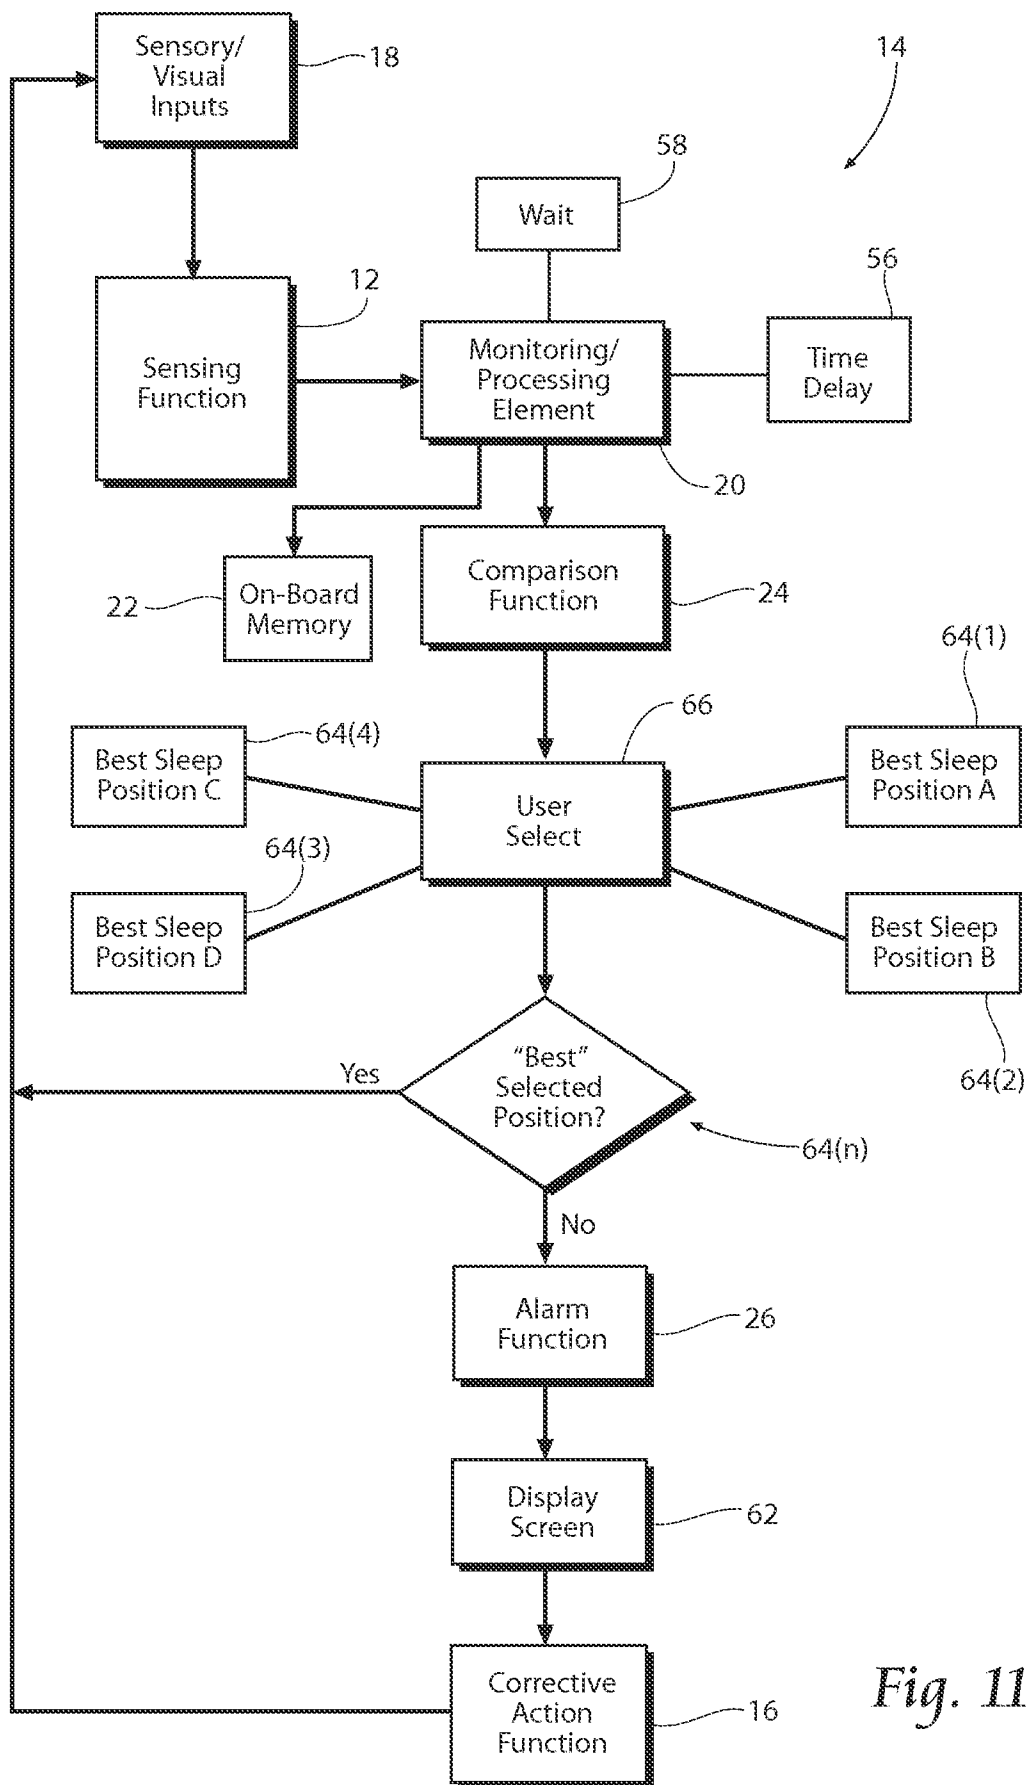 Sensory/
Visual
Inputs
18
14
58
Wait
12
56
Sensing
Function
Monitoring/
Processing
Element
Time
Delay
20
22
On-Board
Memory
Comparison
Function
24
64(1)
66
64(4)
Best Sleep
Position C
User
Select
Best Sleep
Position A
64(3)
Best Sleep
Position D
Best Sleep
Position B
64(2)
"Best"
Selected
Position?
Yes
64(n)
No
Alarm
Function
26
Display
Screen
62
Corrective
Action
Function
16
Fig. 11